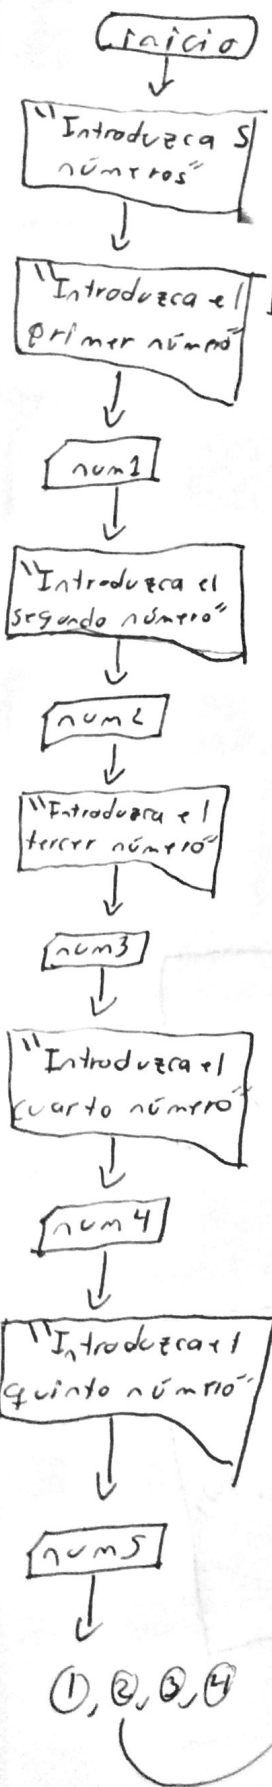 inicio
"Introduzca 5
números"
"Introduzca el
primer número"
num1
"Introduzca el
segundo número"
num2
"Introduzca el
tercer número"
num3
"Introduzca el
cuarto número"
num4
"Introduzca el
quinto número"
num5
①, ②, ③, ④